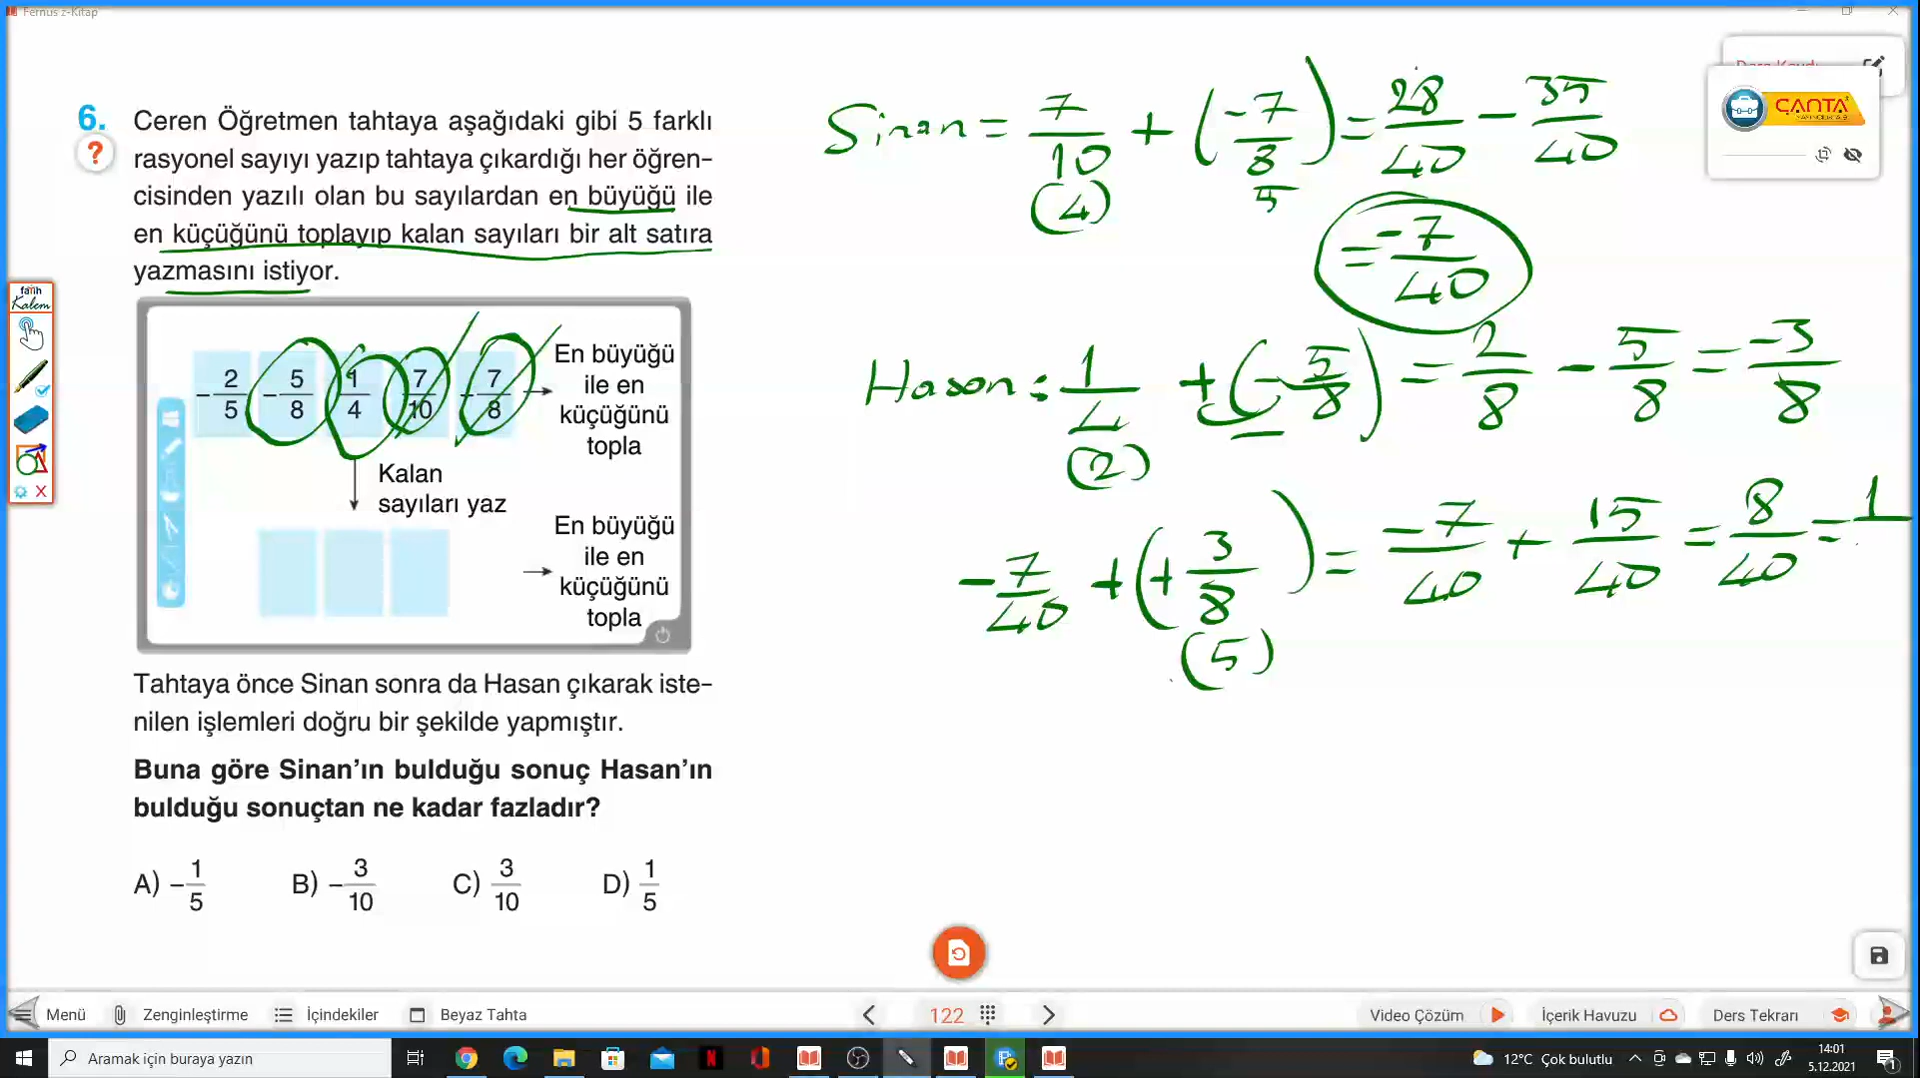 Fernus z-Kitap
6.
?
Ceren Öğretmen tahtaya aşağıdaki gibi 5 farklı
rasyonel sayıyı yazıp tahtaya çıkardığı her öğren-
cisinden yazılı olan bu sayılardan en büyüğü ile
en küçüğünü toplayıp kalan sayıları bir alt satıra
yazmasını istiyor.
-2/5 -5/8 1/4 7/10 -7/8 → En büyüğü
ile en
küçüğünü
topla
Kalan
sayıları yaz
En büyüğü
ile en
küçüğünü
topla
Tahtaya önce Sinan sonra da Hasan çıkarak iste-
nilen işlemleri doğru bir şekilde yapmıştır.
Buna göre Sinan'ın bulduğu sonuç Hasan'ın
bulduğu sonuçtan ne kadar fazladır?
A) -1/5 B) -3/10 C) 3/10 D) 1/5
Sinan = 7/10 + (-7/8) = 28/40 - 35/40
(4) 5
= -7/40
Hasan : 1/4 + (-5/8) = 2/8 - 5/8 = -3/8
(2)
-7/40 + (+3/8) = -7/40 + 15/40 = 8/40 = 1
(5)
ÇANTA
fatih
Kalem
Menü Zenginleştirme İçindekiler Beyaz Tahta 122 Video Çözüm İçerik Havuzu Ders Tekrarı
Aramak için buraya yazın 12°C Çok bulutlu 14:01
5.12.2021
1